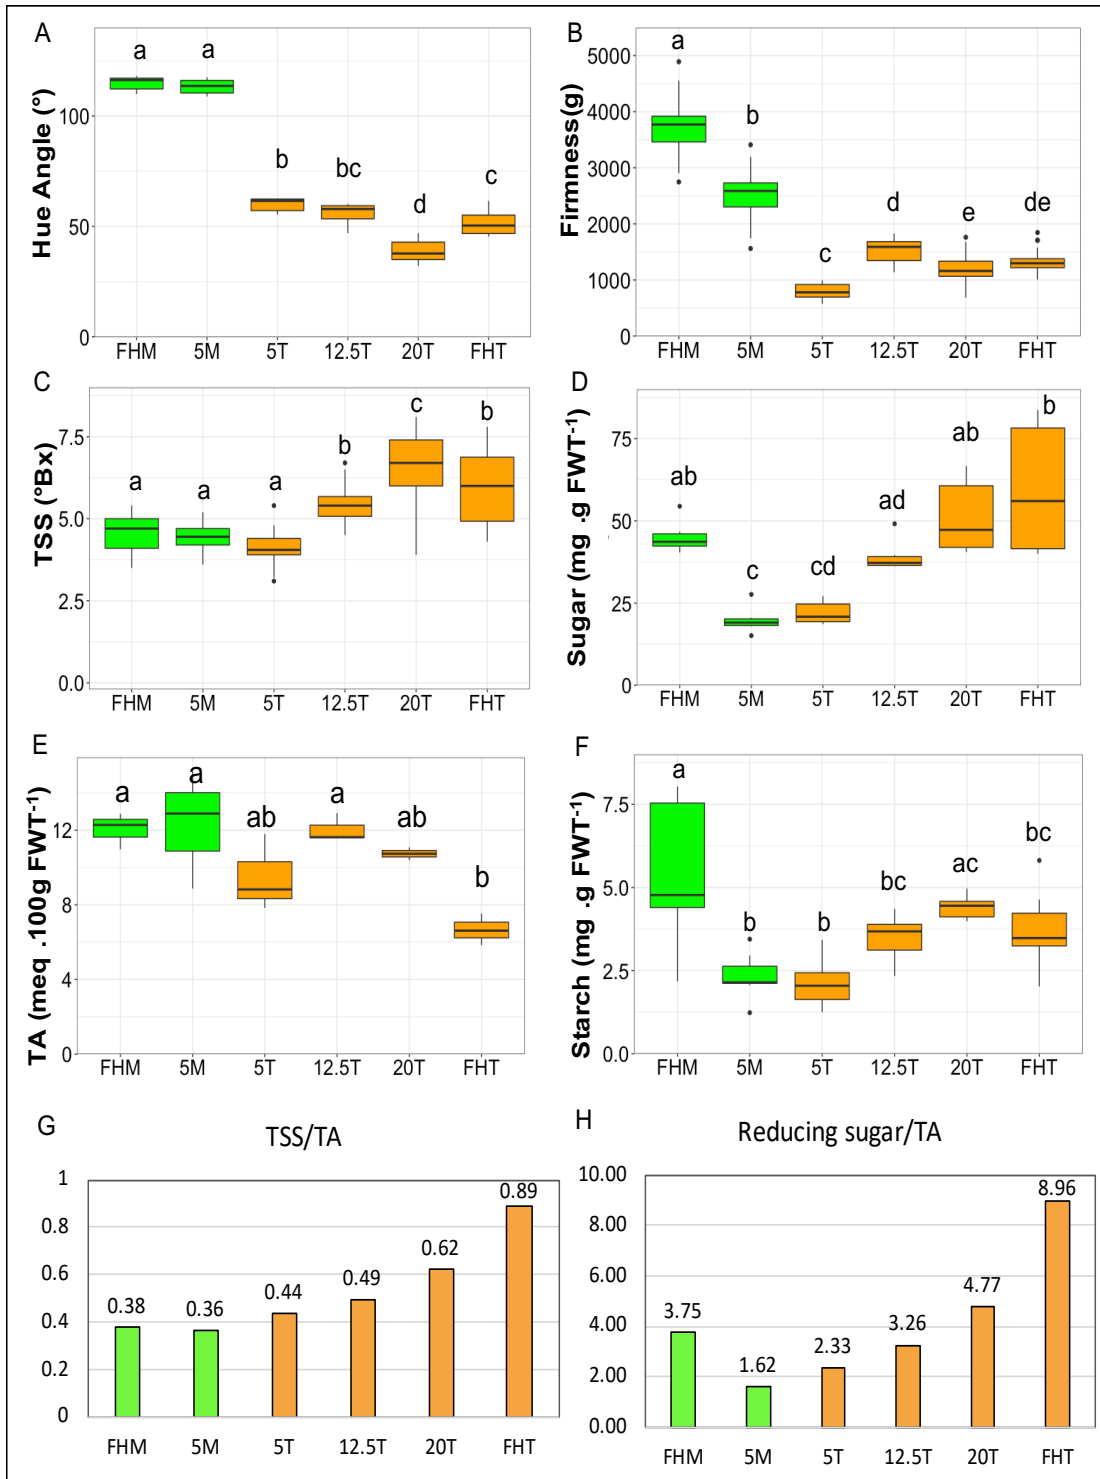 A
Hue Angle (°)
100
50
0
a a b bc d c
FHM 5M 5T 12.5T 20T FHT
B
Firmness(g)
5000
4000
3000
2000
1000
0
a b c d e de
FHM 5M 5T 12.5T 20T FHT
C
TSS (°Bx)
7.5
5.0
2.5
0.0
a a a b c b
FHM 5M 5T 12.5T 20T FHT
D
Sugar (mg .g FWT⁻¹)
75
50
25
0
ab c cd ad ab b
FHM 5M 5T 12.5T 20T FHT
E
TA (meq .100g FWT⁻¹)
12
8
4
0
a a ab a ab b
FHM 5M 5T 12.5T 20T FHT
F
Starch (mg .g FWT⁻¹)
7.5
5.0
2.5
0.0
a b b bc ac bc
FHM 5M 5T 12.5T 20T FHT
G
TSS/TA
1
0.8
0.6
0.4
0.2
0
0.38 0.36 0.44 0.49 0.62 0.89
FHM 5M 5T 12.5T 20T FHT
H
Reducing sugar/TA
10.00
8.00
6.00
4.00
2.00
0.00
3.75 1.62 2.33 3.26 4.77 8.96
FHM 5M 5T 12.5T 20T FHT